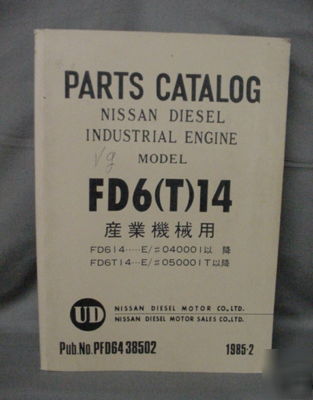 PARTS CATALOG
NISSAN DIESEL
INDUSTRIAL ENGINE
Vg
MODEL
FD6(T)14
産業機械用
FD614·····E/♯040001以 降
FD6T14···E/♯050001T以降
UD
NISSAN DIESEL MOTOR CO.,LTD.
NISSAN DIESEL MOTOR SALES CO.,LTD.
Pub.No.PFD6438502
1985·2